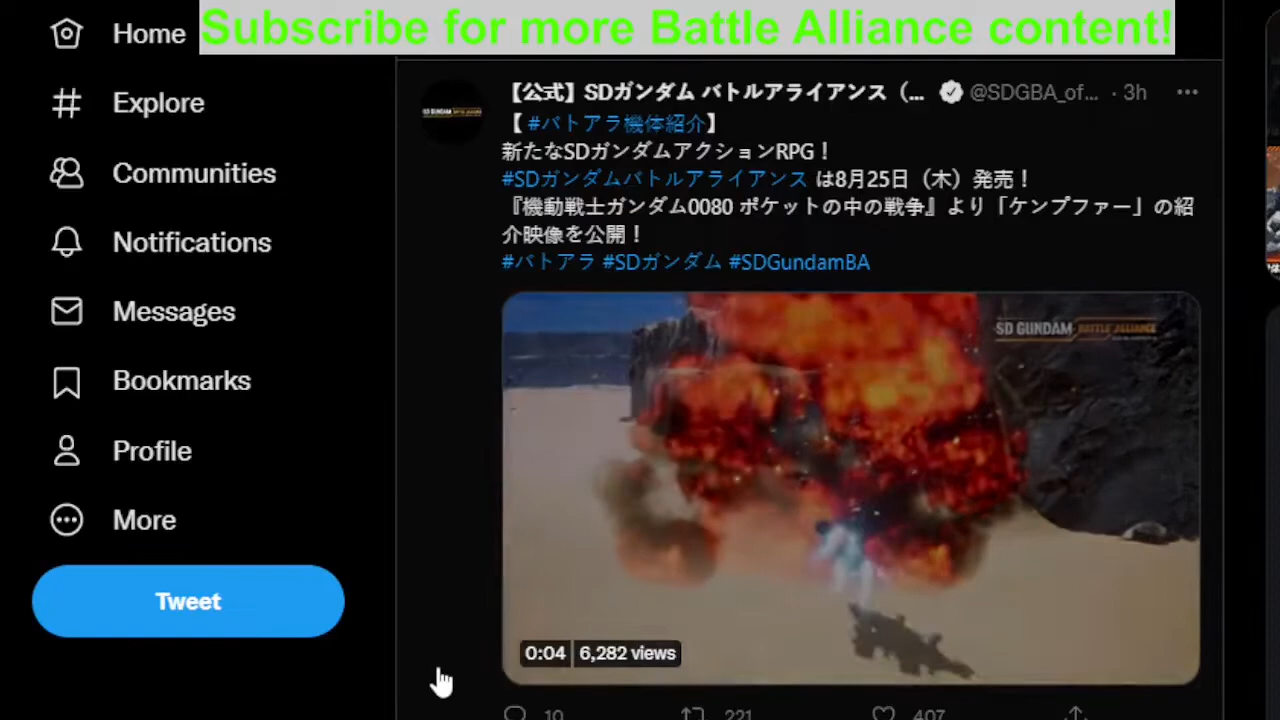 Subscribe for more Battle Alliance content!
Home
Explore
Communities
Notifications
Messages
Bookmarks
Profile
More
Tweet
【公式】SDガンダム バトルアライアンス（... @SDGBA_of... · 3h
【 #バトアラ機体紹介】
新たなSDガンダムアクションRPG！
#SDガンダムバトルアライアンス は8月25日（木）発売！
『機動戦士ガンダム0080 ポケットの中の戦争』より「ケンプファー」の紹
介映像を公開！
#バトアラ #SDガンダム #SDGundamBA
SD GUNDAM BATTLE ALLIANCE
0:04 6,282 views
10 221 407